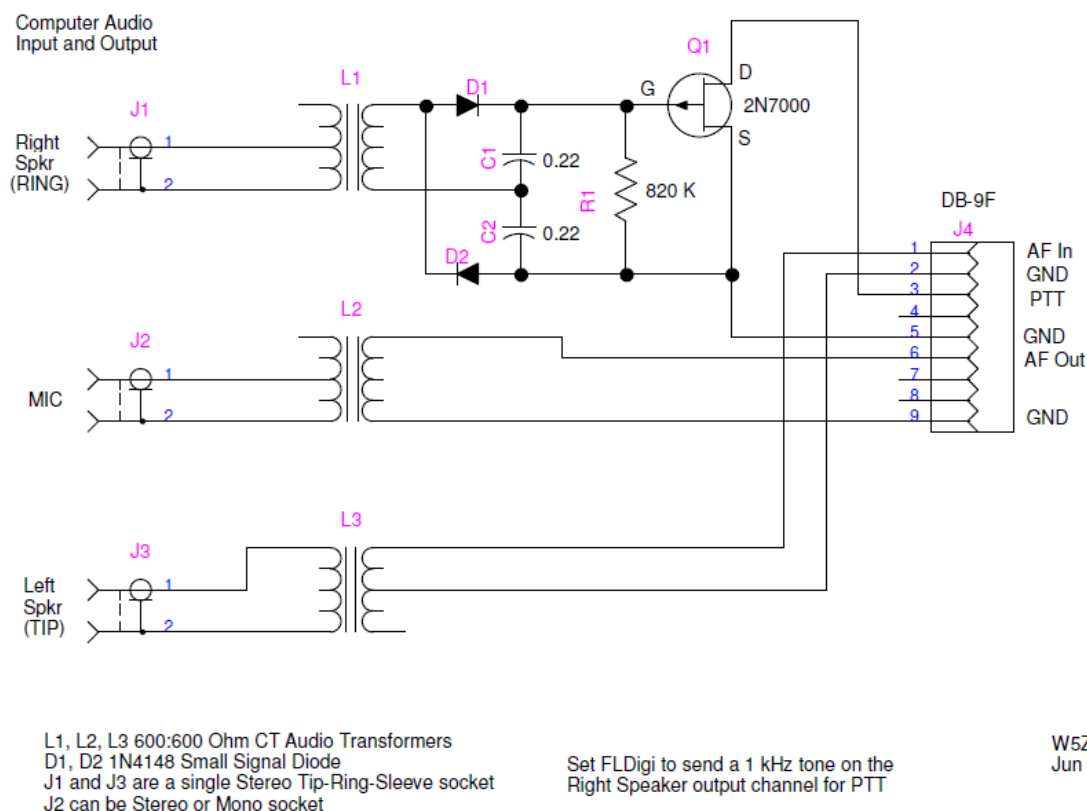 Computer Audio
Input and Output
Q1
L1
D1
D
G
2N7000
J1
S
Right
Spkr
(RING)
1
2
C1
0.22
R1
820 K
C2
0.22
D2
DB-9F
J4
1
AF In
2
GND
3
PTT
4
5
GND
6
AF Out
7
8
9
GND
L2
J2
MIC
1
2
L3
J3
Left
Spkr
(TIP)
1
2
L1, L2, L3 600:600 Ohm CT Audio Transformers
D1, D2 1N4148 Small Signal Diode
J1 and J3 are a single Stereo Tip-Ring-Sleeve socket
J2 can be Stereo or Mono socket
Set FLDigi to send a 1 kHz tone on the
Right Speaker output channel for PTT
W5Z
Jun